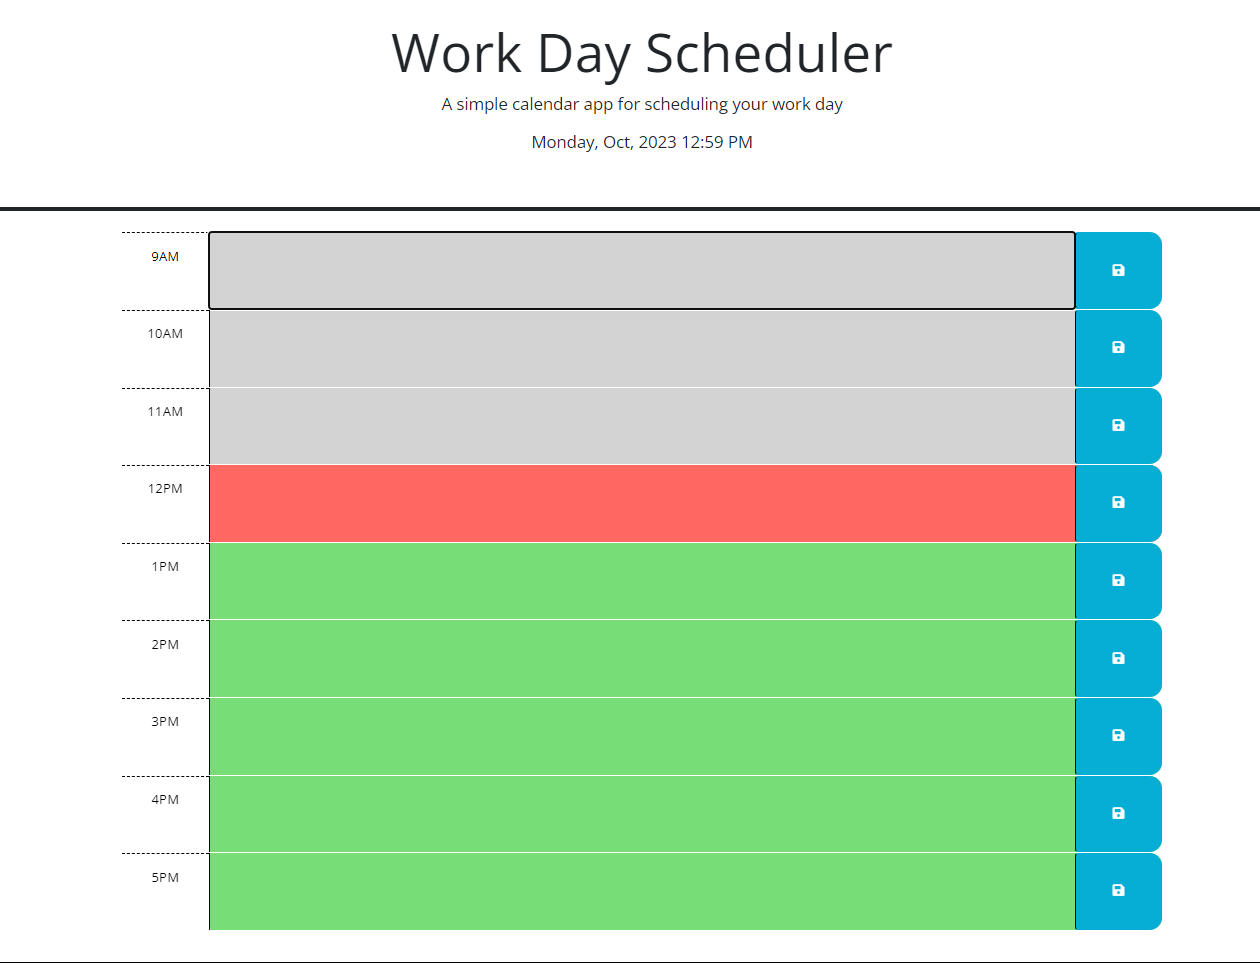 Work Day Scheduler
A simple calendar app for scheduling your work day
Monday, Oct, 2023 12:59 PM
9AM
10AM
11AM
12PM
1PM
2PM
3PM
4PM
5PM